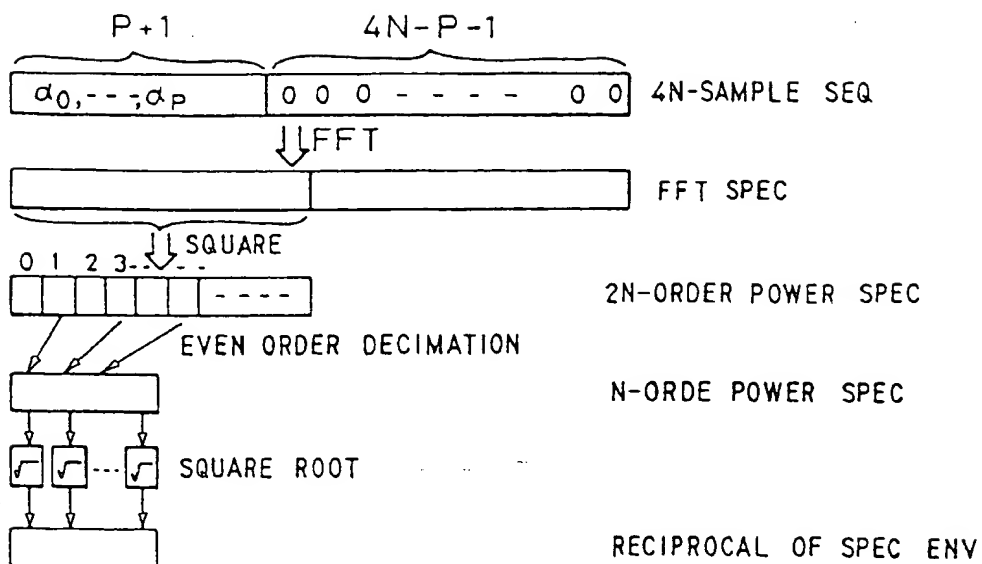 P+1 4N-P-1
α0,---,αP 0 0 0 - - - - 0 0 4N-SAMPLE SEQ
FFT
FFT SPEC
SQUARE
0 1 2 3-- - - -
- - - - 2N-ORDER POWER SPEC
EVEN ORDER DECIMATION
N-ORDE POWER SPEC
√ √ --- √ SQUARE ROOT
RECIPROCAL OF SPEC ENV